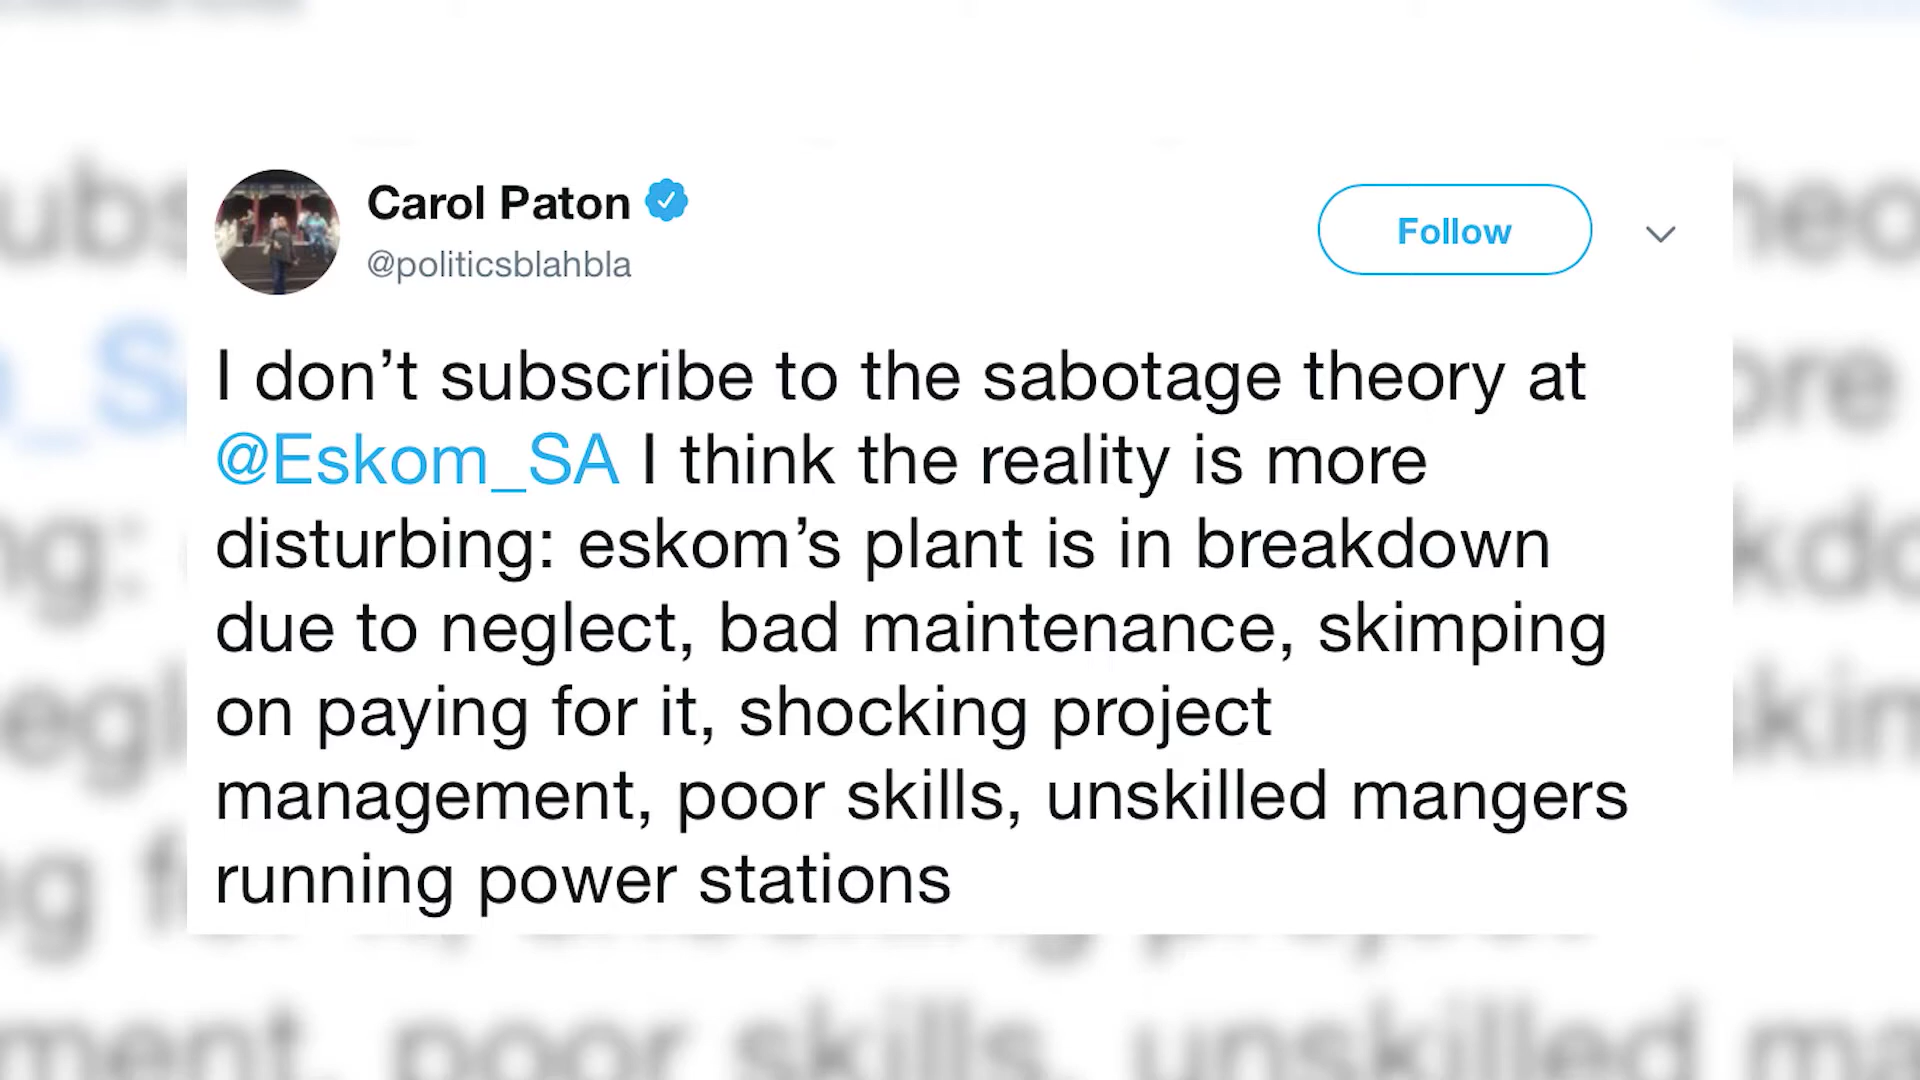 Carol Paton
@politicsblahbla
Follow
I don’t subscribe to the sabotage theory at
@Eskom_SA I think the reality is more
disturbing: eskom’s plant is in breakdown
due to neglect, bad maintenance, skimping
on paying for it, shocking project
management, poor skills, unskilled mangers
running power stations